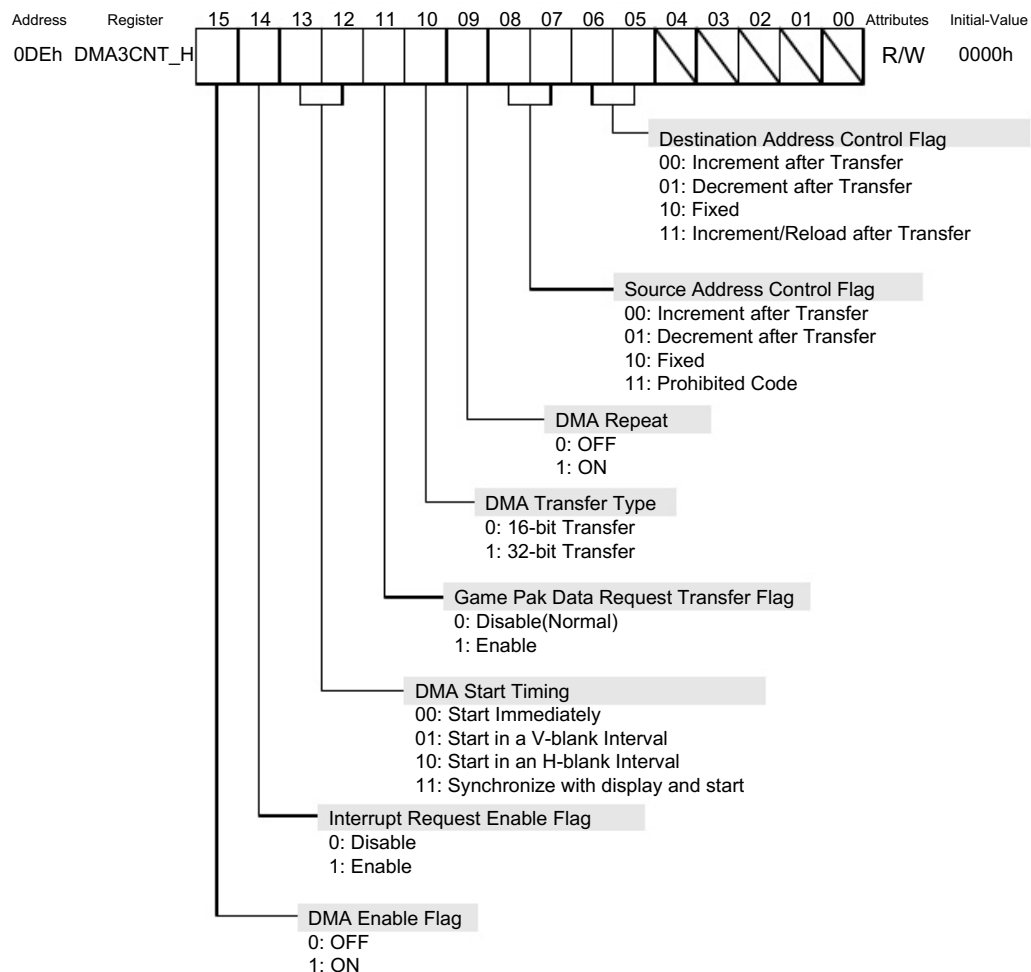 Address Register 15 14 13 12 11 10 09 08 07 06 05 04 03 02 01 00 Attributes Initial-Value
0DEh DMA3CNT_H R/W 0000h
Destination Address Control Flag
00: Increment after Transfer
01: Decrement after Transfer
10: Fixed
11: Increment/Reload after Transfer
Source Address Control Flag
00: Increment after Transfer
01: Decrement after Transfer
10: Fixed
11: Prohibited Code
DMA Repeat
0: OFF
1: ON
DMA Transfer Type
0: 16-bit Transfer
1: 32-bit Transfer
Game Pak Data Request Transfer Flag
0: Disable(Normal)
1: Enable
DMA Start Timing
00: Start Immediately
01: Start in a V-blank Interval
10: Start in an H-blank Interval
11: Synchronize with display and start
Interrupt Request Enable Flag
0: Disable
1: Enable
DMA Enable Flag
0: OFF
1: ON